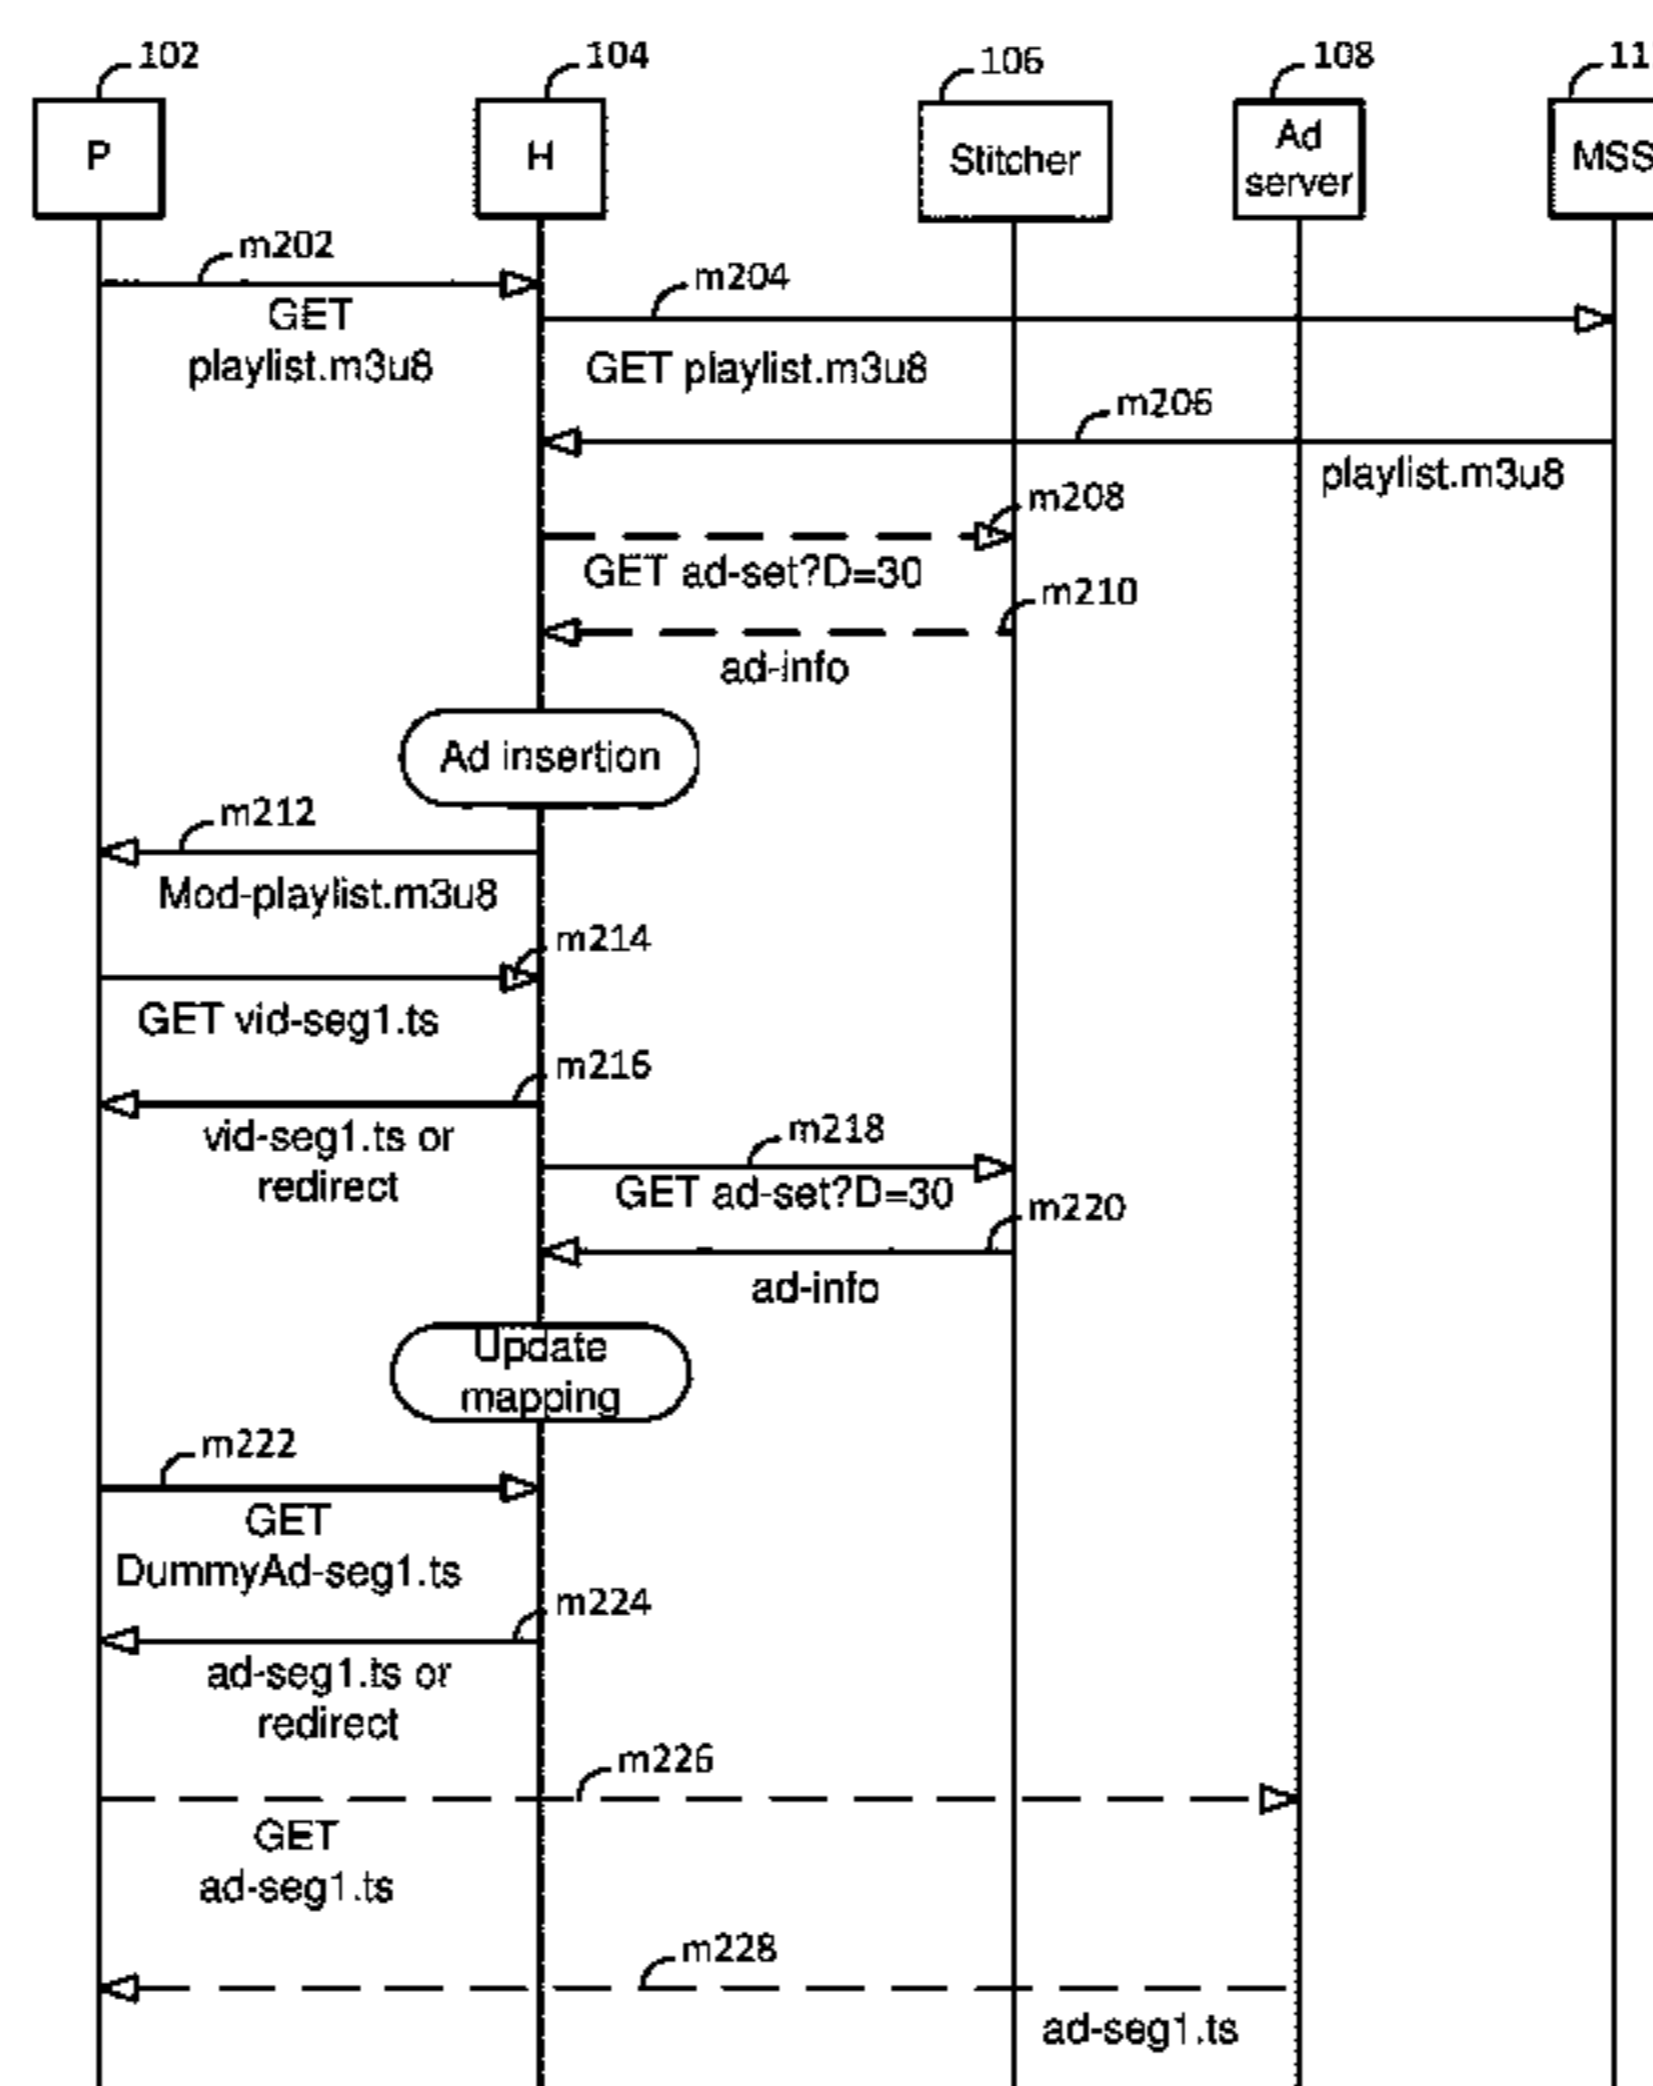 102
104
106
108
11
P
H
Stitcher
Ad
server
MSS
m202
GET
playlist.m3u8
m204
GET playlist.m3u8
m206
playlist.m3u8
m208
GET ad-set?D=30
m210
ad-info
Ad insertion
m212
Mod-playlist.m3u8
m214
GET vid-seg1.ts
m216
vid-seg1.ts or
redirect
m218
GET ad-set?D=30
m220
ad-info
Update
mapping
m222
GET
DummyAd-seg1.ts
m224
ad-seg1.ts or
redirect
m226
GET
ad-seg1.ts
m228
ad-seg1.ts